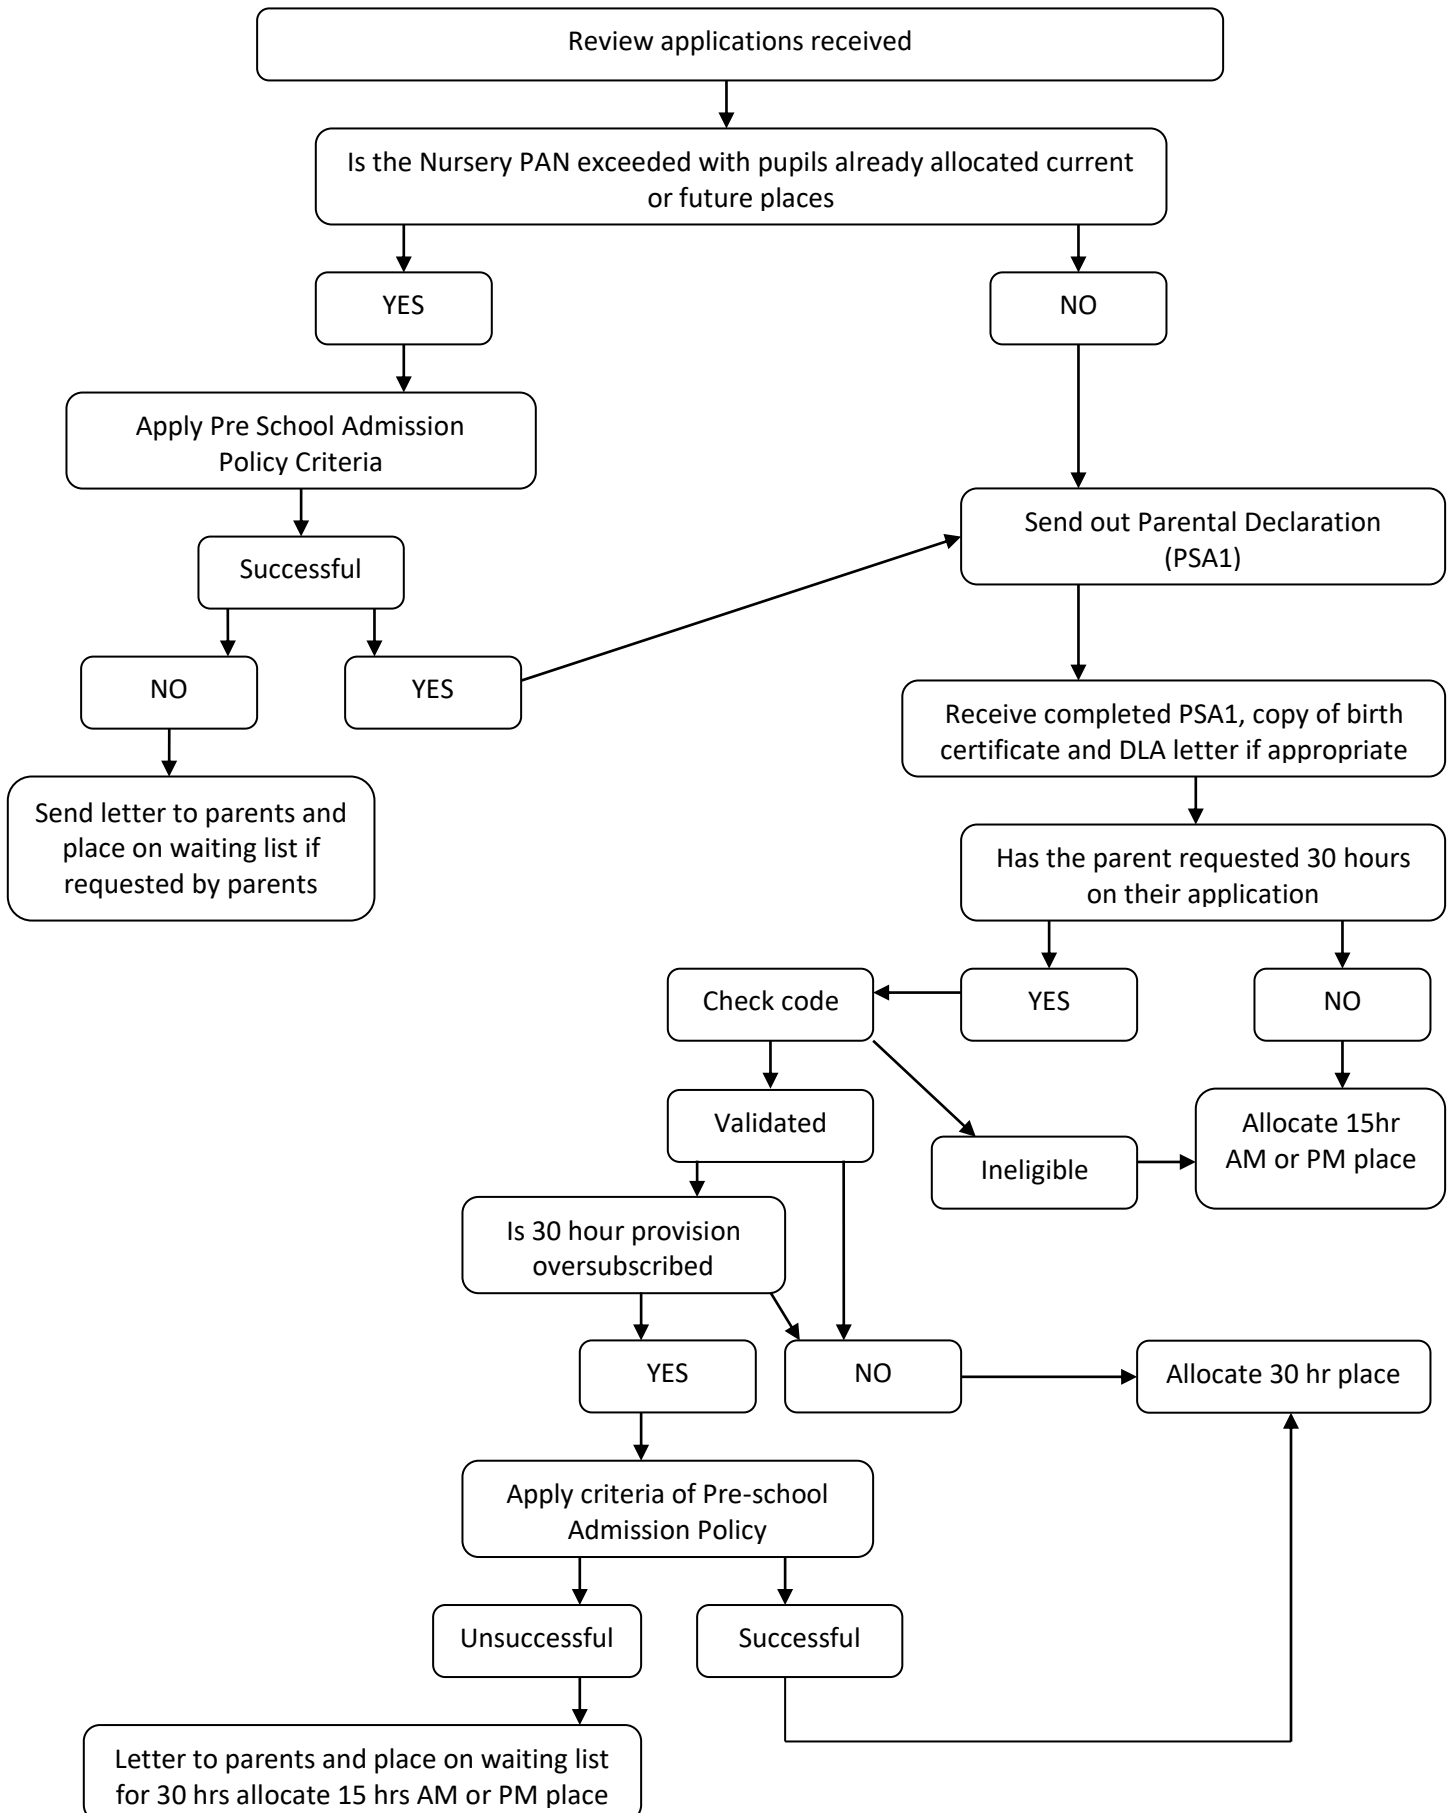 Review applications received
Is the Nursery PAN exceeded with pupils already allocated current
or future places
YES
NO
Apply Pre School Admission
Policy Criteria
Successful
Send out Parental Declaration
(PSA1)
NO
YES
Receive completed PSA1, copy of birth
certificate and DLA letter if appropriate
Send letter to parents and
place on waiting list if
requested by parents
Has the parent requested 30 hours
on their application
Check code
YES
NO
Validated
Ineligible
Allocate 15hr
AM or PM place
Is 30 hour provision
oversubscribed
YES
NO
Allocate 30 hr place
Apply criteria of Pre-school
Admission Policy
Unsuccessful
Successful
Letter to parents and place on waiting list
for 30 hrs allocate 15 hrs AM or PM place